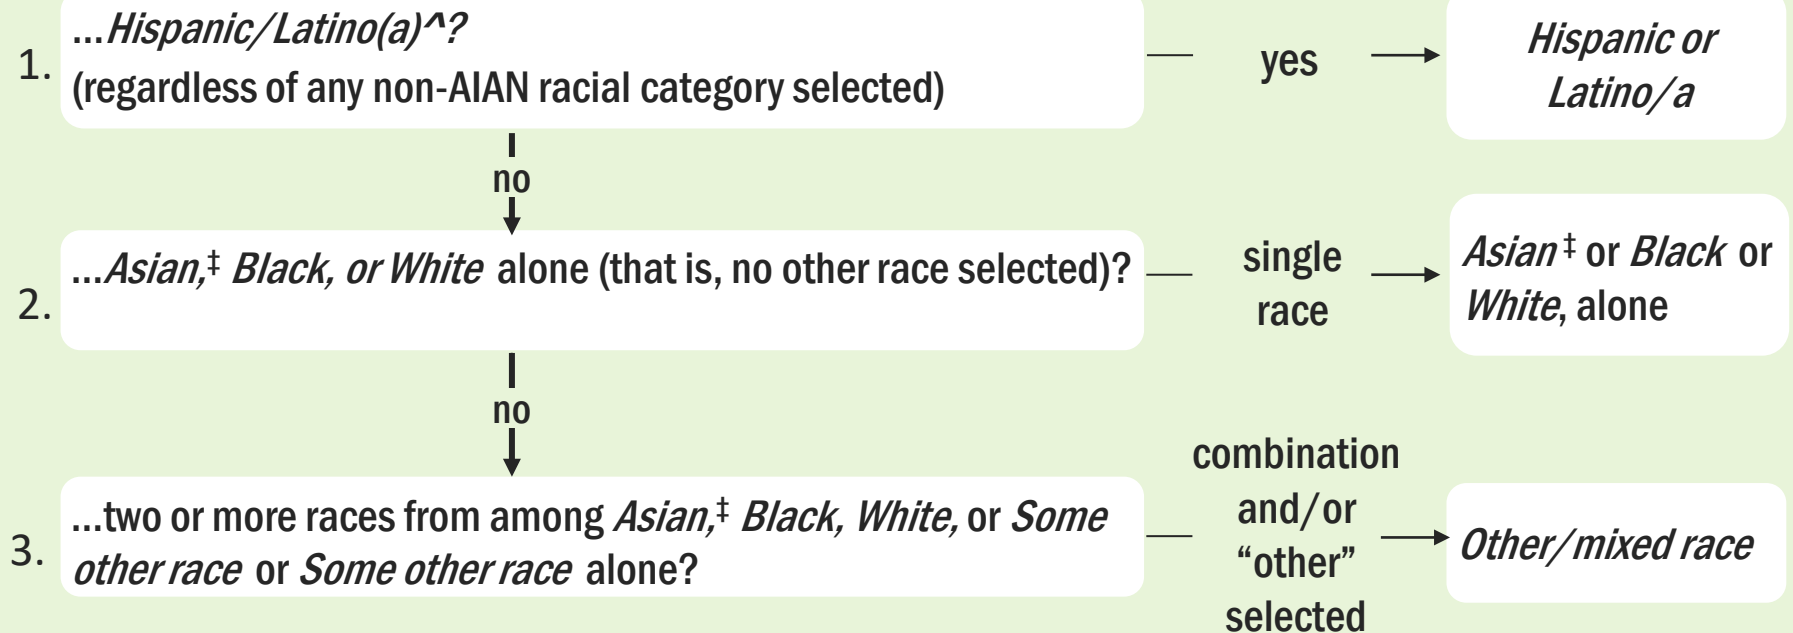 1.
...Hispanic/Latino(a)^?
(regardless of any non-AIAN racial category selected)
yes
Hispanic or
Latino/a
no
2.
...Asian,‡ Black, or White alone (that is, no other race selected)?
single
race
Asian ‡ or Black or
White, alone
no
3.
...two or more races from among Asian,‡ Black, White, or Some
other race or Some other race alone?
combination
and/or
“other”
selected
Other/mixed race